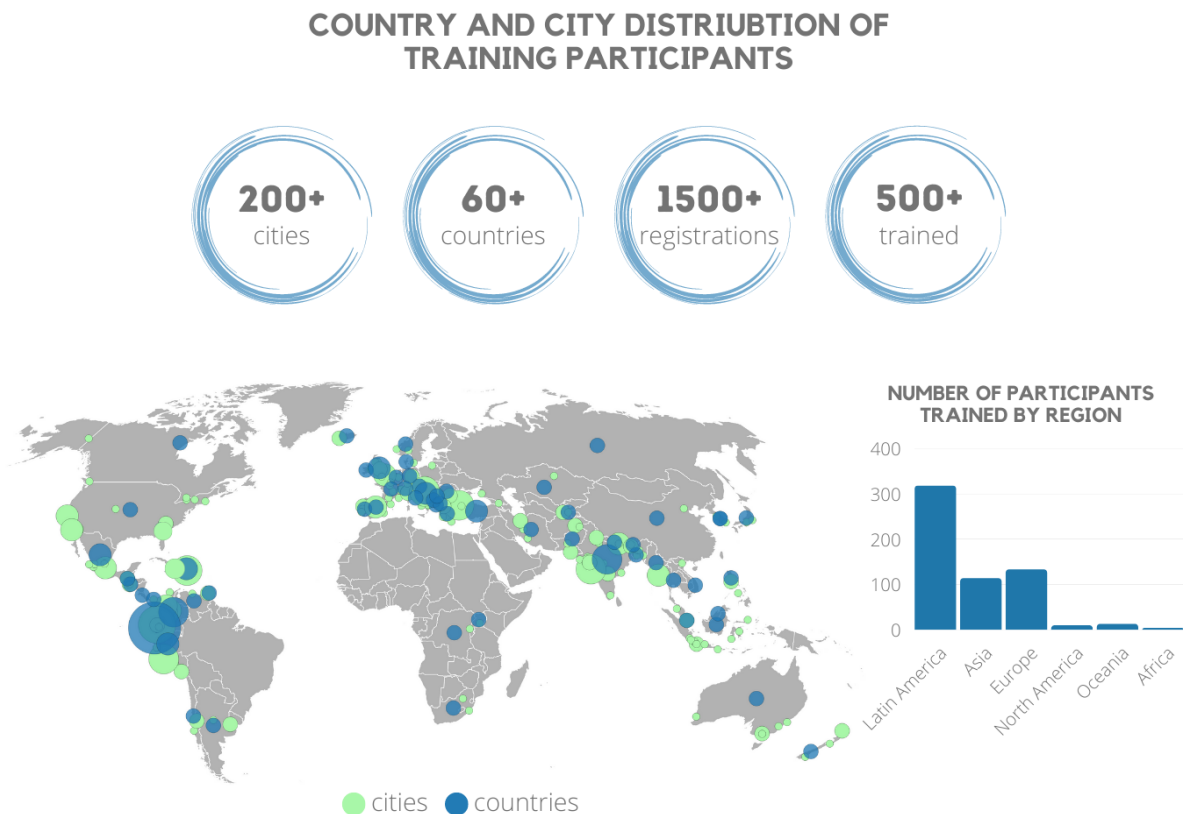 COUNTRY AND CITY DISTRIUBTION OF
TRAINING PARTICIPANTS
200+
cities
60+
countries
1500+
registrations
500+
trained
NUMBER OF PARTICIPANTS
TRAINED BY REGION
400
300
200
100
0
Latin America
Asia
Europe
North America
Oceania
Africa
cities
countries